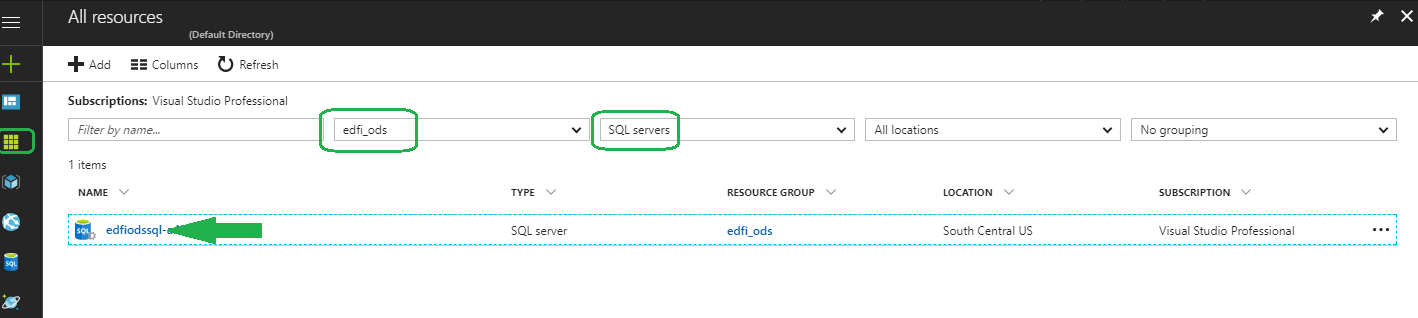 All resources
(Default Directory)
Add Columns Refresh
Subscriptions: Visual Studio Professional
Filter by name... edfi_ods SQL servers All locations No grouping
1 items
NAME TYPE RESOURCE GROUP LOCATION SUBSCRIPTION
SQL SQL server edfi_ods South Central US Visual Studio Professional
SQL